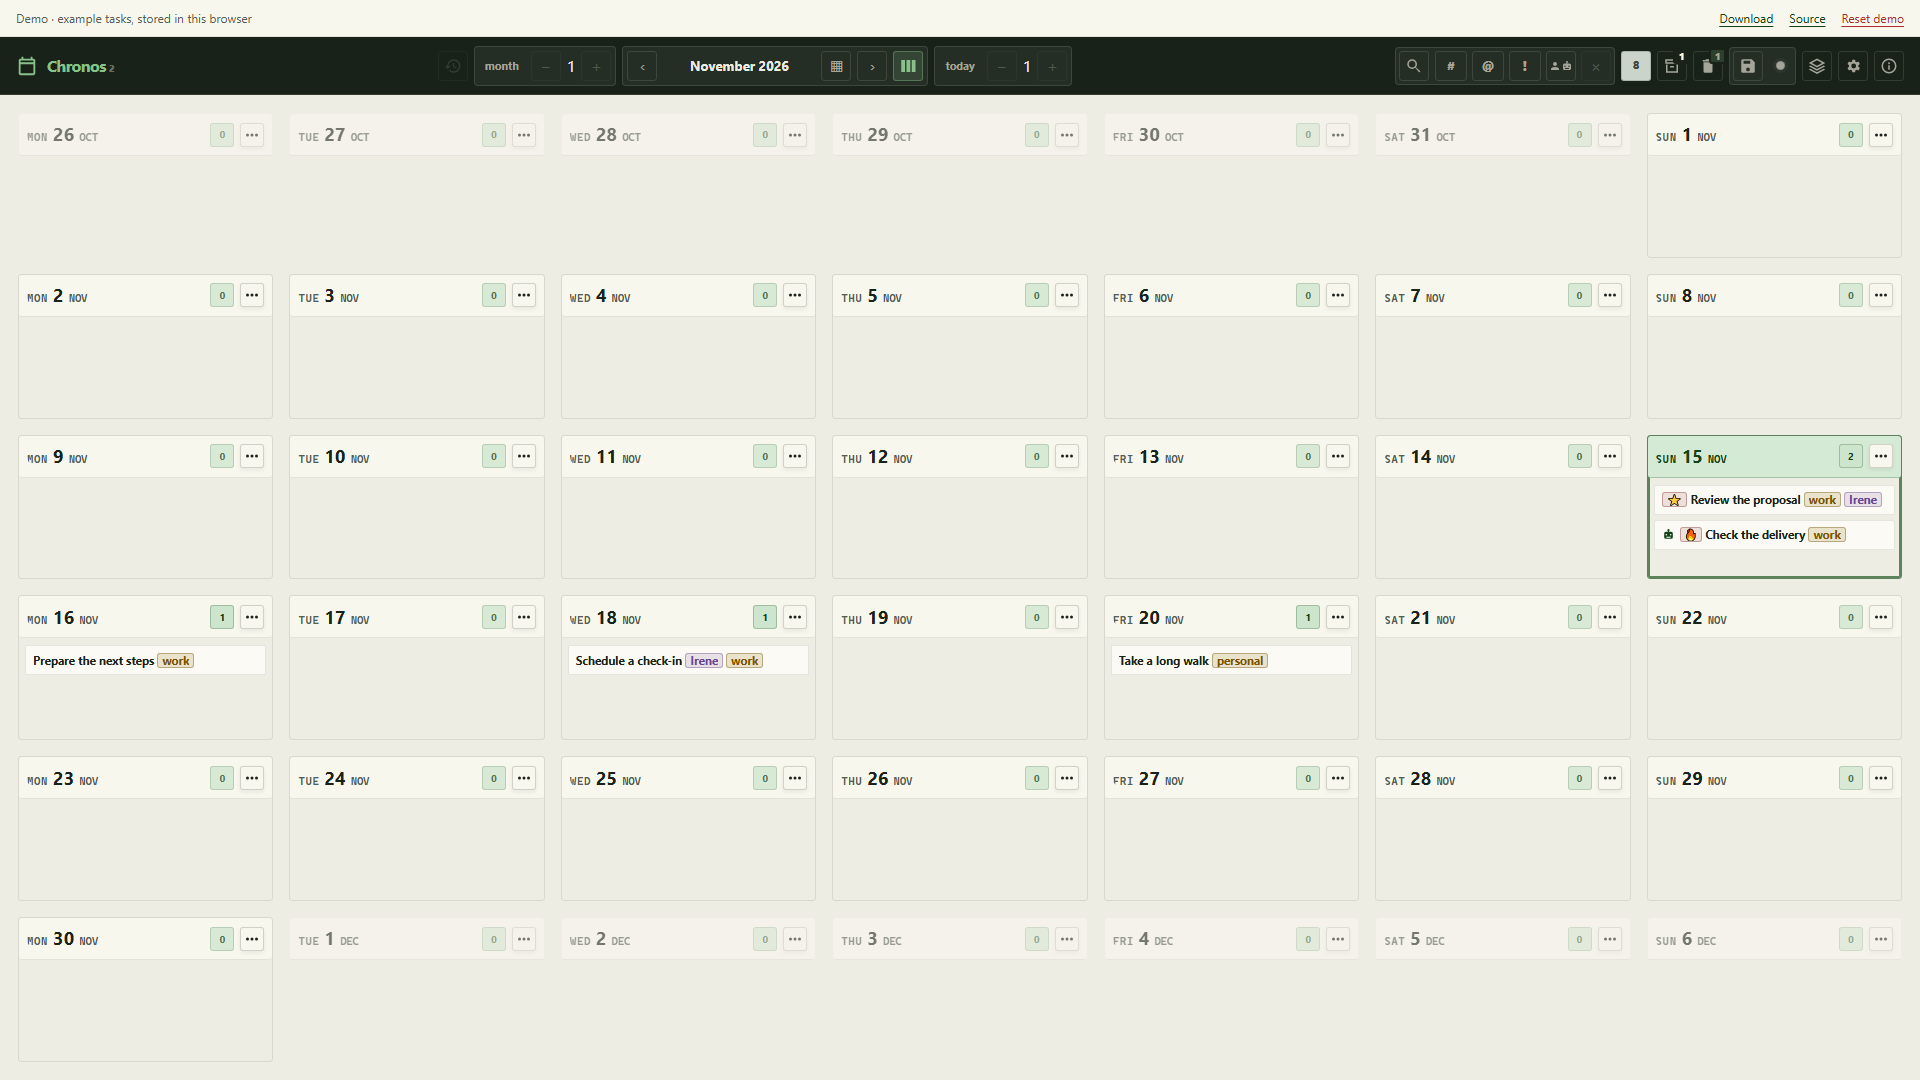 Demo · example tasks, stored in this browser
Download Source Reset demo
Chronos 2
month − 1 +
‹ November 2026 ›
today − 1 +
# @ ! × 8 1 1
MON 26 OCT 0 •••
TUE 27 OCT 0 •••
WED 28 OCT 0 •••
THU 29 OCT 0 •••
FRI 30 OCT 0 •••
SAT 31 OCT 0 •••
SUN 1 NOV 0 •••
MON 2 NOV 0 •••
TUE 3 NOV 0 •••
WED 4 NOV 0 •••
THU 5 NOV 0 •••
FRI 6 NOV 0 •••
SAT 7 NOV 0 •••
SUN 8 NOV 0 •••
MON 9 NOV 0 •••
TUE 10 NOV 0 •••
WED 11 NOV 0 •••
THU 12 NOV 0 •••
FRI 13 NOV 0 •••
SAT 14 NOV 0 •••
SUN 15 NOV 2 •••
Review the proposal work Irene
Check the delivery work
MON 16 NOV 1 •••
Prepare the next steps work
TUE 17 NOV 0 •••
WED 18 NOV 1 •••
Schedule a check-in Irene work
THU 19 NOV 0 •••
FRI 20 NOV 1 •••
Take a long walk personal
SAT 21 NOV 0 •••
SUN 22 NOV 0 •••
MON 23 NOV 0 •••
TUE 24 NOV 0 •••
WED 25 NOV 0 •••
THU 26 NOV 0 •••
FRI 27 NOV 0 •••
SAT 28 NOV 0 •••
SUN 29 NOV 0 •••
MON 30 NOV 0 •••
TUE 1 DEC 0 •••
WED 2 DEC 0 •••
THU 3 DEC 0 •••
FRI 4 DEC 0 •••
SAT 5 DEC 0 •••
SUN 6 DEC 0 •••